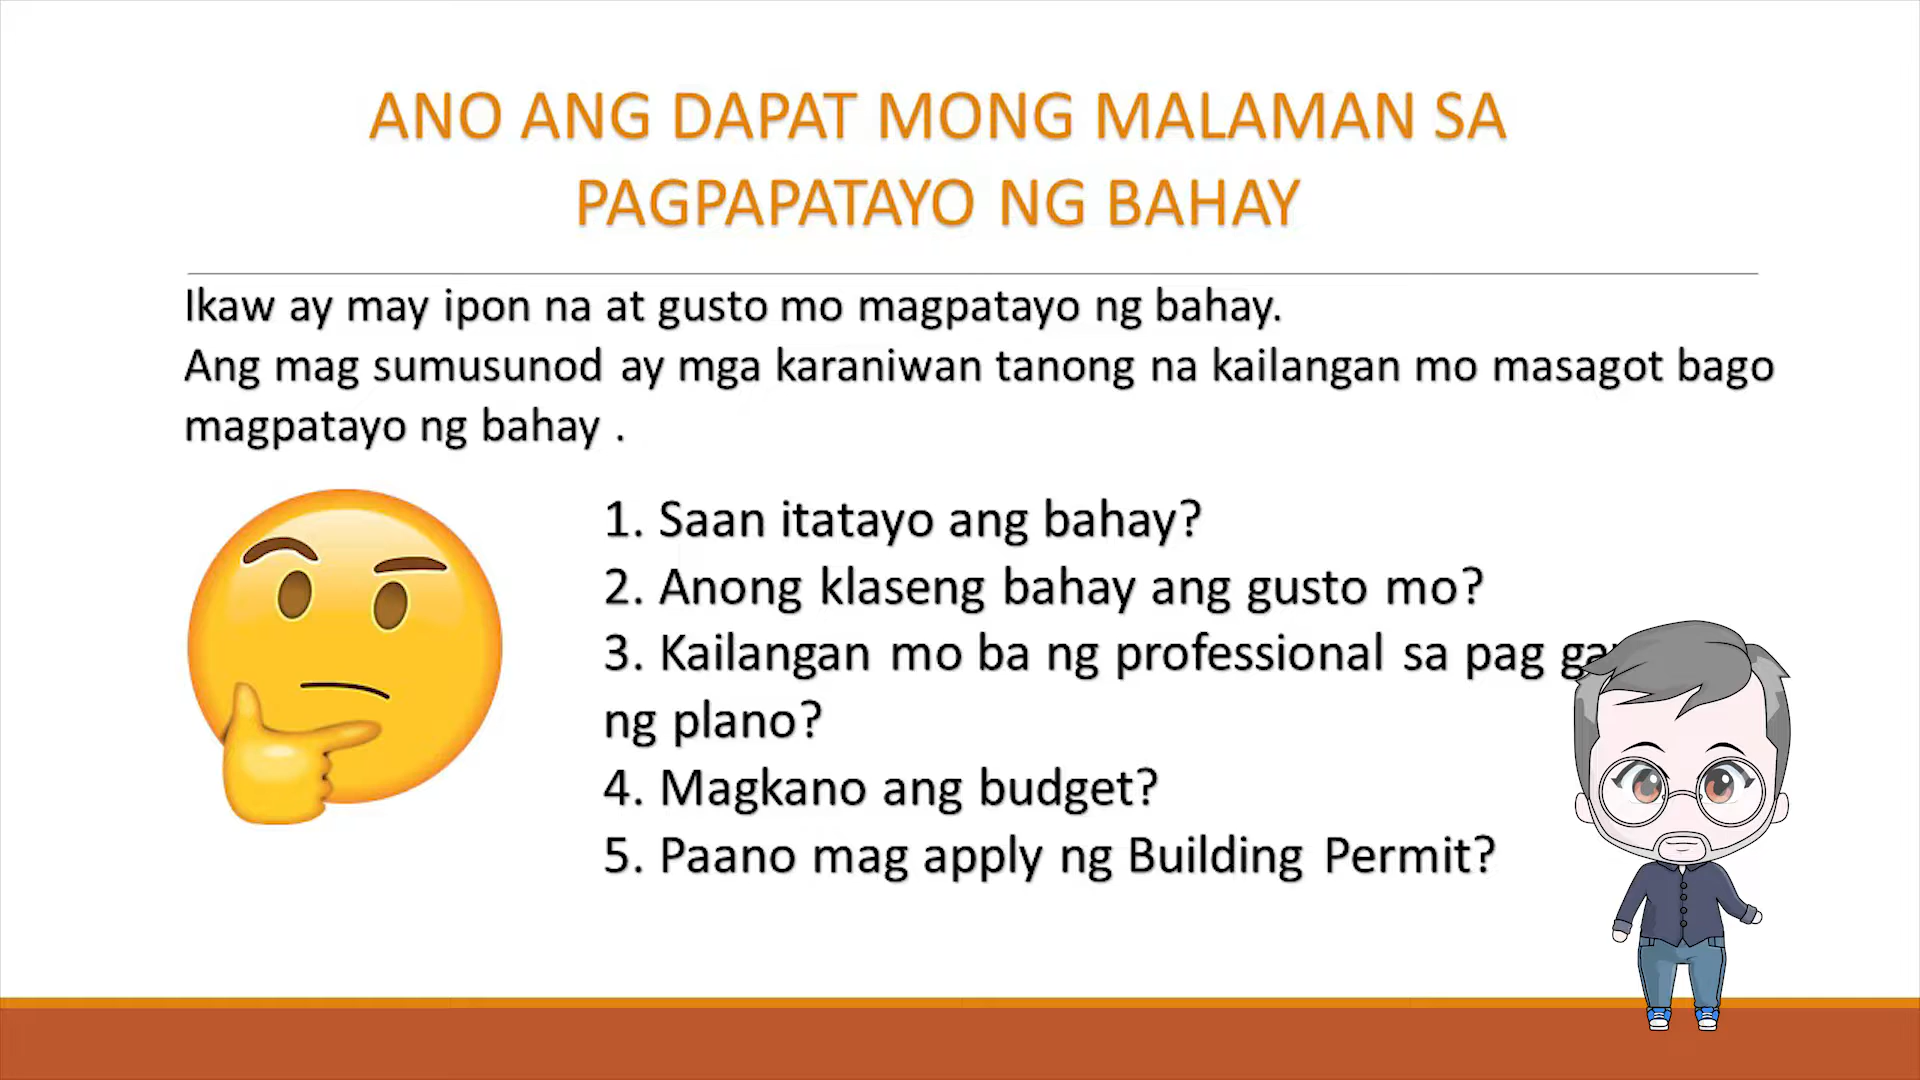 ANO ANG DAPAT MONG MALAMAN SA
PAGPAPATAYO NG BAHAY
Ikaw ay may ipon na at gusto mo magpatayo ng bahay.
Ang mag sumusunod ay mga karaniwan tanong na kailangan mo masagot bago
magpatayo ng bahay .
1. Saan itatayo ang bahay?
2. Anong klaseng bahay ang gusto mo?
3. Kailangan mo ba ng professional sa pag
ng plano?
4. Magkano ang budget?
5. Paano mag apply ng Building Permit?